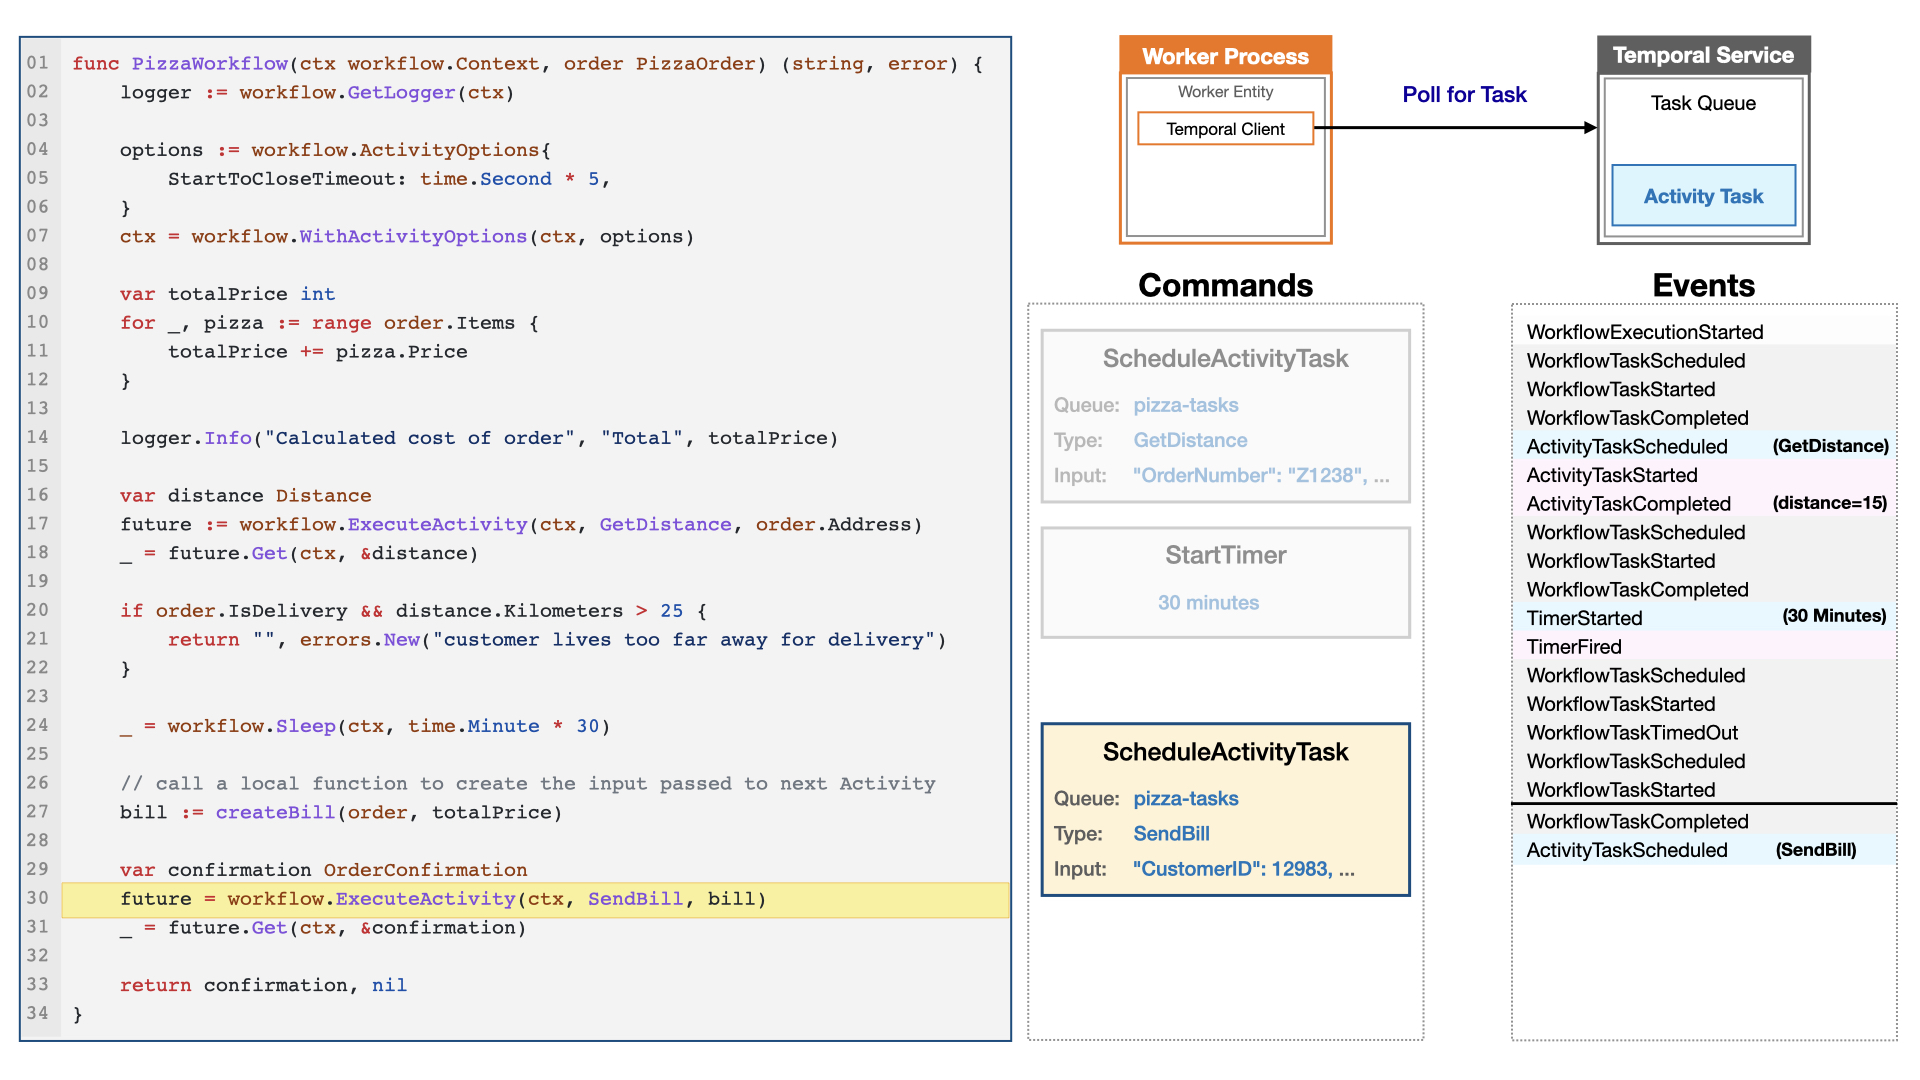 01 func PizzaWorkflow(ctx workflow.Context, order PizzaOrder) (string, error) {
02     logger := workflow.GetLogger(ctx)
03
04     options := workflow.ActivityOptions{
05         StartToCloseTimeout: time.Second * 5,
06     }
07     ctx = workflow.WithActivityOptions(ctx, options)
08
09     var totalPrice int
10     for _, pizza := range order.Items {
11         totalPrice += pizza.Price
12     }
13
14     logger.Info("Calculated cost of order", "Total", totalPrice)
15
16     var distance Distance
17     future := workflow.ExecuteActivity(ctx, GetDistance, order.Address)
18     _ = future.Get(ctx, &distance)
19
20     if order.IsDelivery && distance.Kilometers > 25 {
21         return "", errors.New("customer lives too far away for delivery")
22     }
23
24     _ = workflow.Sleep(ctx, time.Minute * 30)
25
26     // call a local function to create the input passed to next Activity
27     bill := createBill(order, totalPrice)
28
29     var confirmation OrderConfirmation
30     future = workflow.ExecuteActivity(ctx, SendBill, bill)
31     _ = future.Get(ctx, &confirmation)
32
33     return confirmation, nil
34 }
Worker Process
Worker Entity
Temporal Client
Poll for Task
Temporal Service
Task Queue
Activity Task
Commands
ScheduleActivityTask
Queue: pizza-tasks
Type: GetDistance
Input: "OrderNumber": "Z1238", ...
StartTimer
30 minutes
ScheduleActivityTask
Queue: pizza-tasks
Type: SendBill
Input: "CustomerID": 12983, ...
Events
WorkflowExecutionStarted
WorkflowTaskScheduled
WorkflowTaskStarted
WorkflowTaskCompleted
ActivityTaskScheduled (GetDistance)
ActivityTaskStarted
ActivityTaskCompleted (distance=15)
WorkflowTaskScheduled
WorkflowTaskStarted
WorkflowTaskCompleted
TimerStarted (30 Minutes)
TimerFired
WorkflowTaskScheduled
WorkflowTaskStarted
WorkflowTaskTimedOut
WorkflowTaskScheduled
WorkflowTaskStarted
WorkflowTaskCompleted
ActivityTaskScheduled (SendBill)